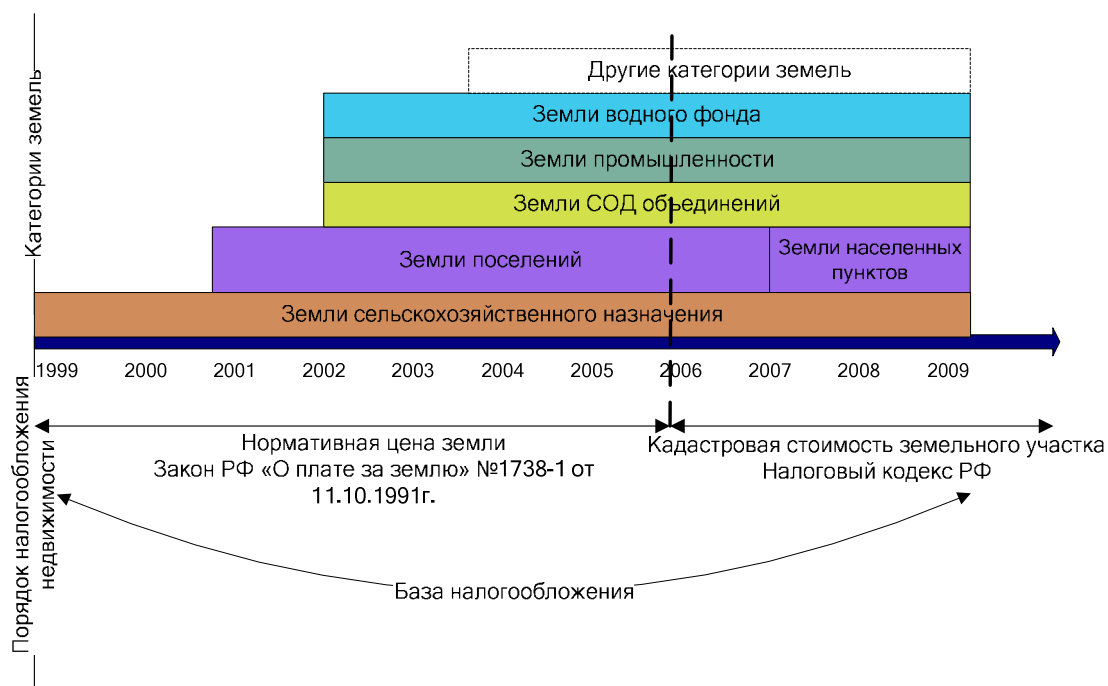 Категории земель
Другие категории земель
Земли водного фонда
Земли промышленности
Земли СОД объединений
Земли поселений
Земли населенных
пунктов
Земли сельскохозяйственного назначения
1999 2000 2001 2002 2003 2004 2005 2006 2007 2008 2009
Порядок налогообложения
недвижимости
Нормативная цена земли
Закон РФ «О плате за землю» №1738-1 от
11.10.1991г.
Кадастровая стоимость земельного участка
Налоговый кодекс РФ
База налогообложения